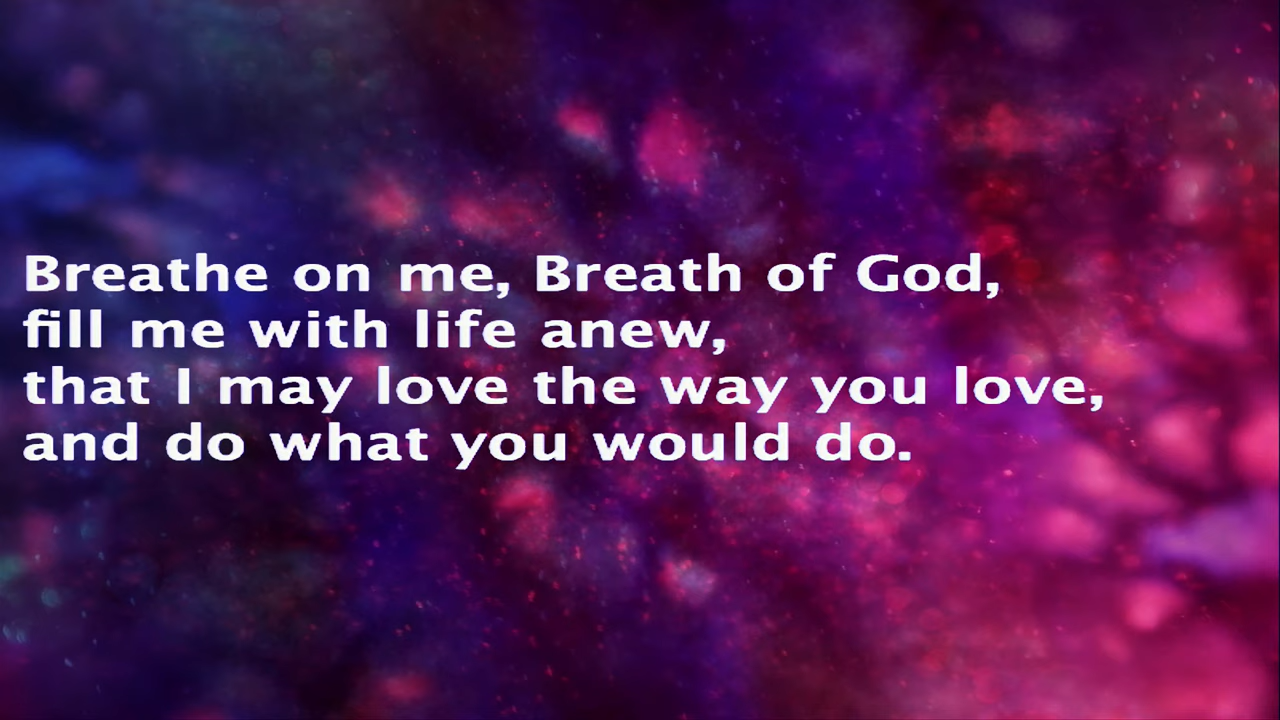 Breathe on me, Breath of God,
fill me with life anew,
that I may love the way you love,
and do what you would do.